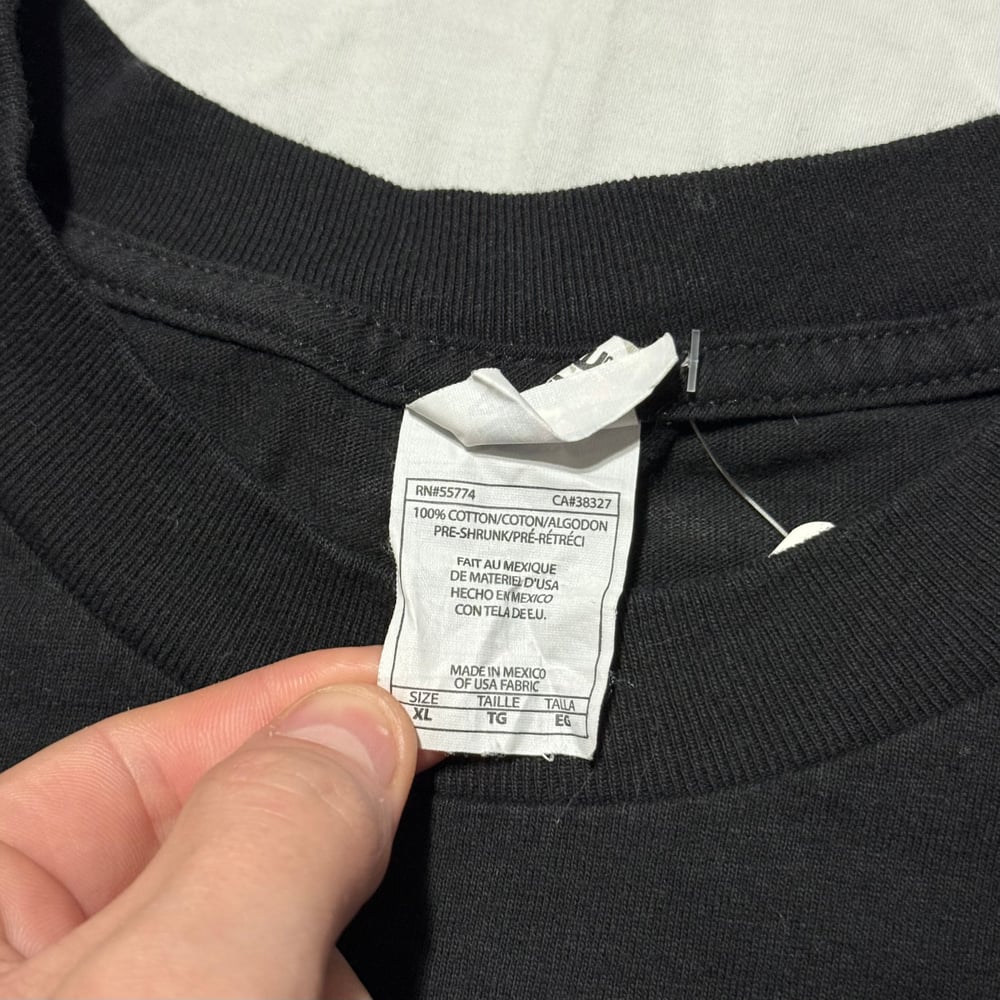 RN#55774 CA#38327
100% COTTON/COTON/ALGODON
PRE-SHRUNK/PRÉ-RÉTRÉCI
FAIT AU MEXIQUE
DE MATERIEL D'USA
HECHO EN MEXICO
CON TELA DE E.U.
MADE IN MEXICO
OF USA FABRIC
SIZE TAILLE TALLA
XL TG EG